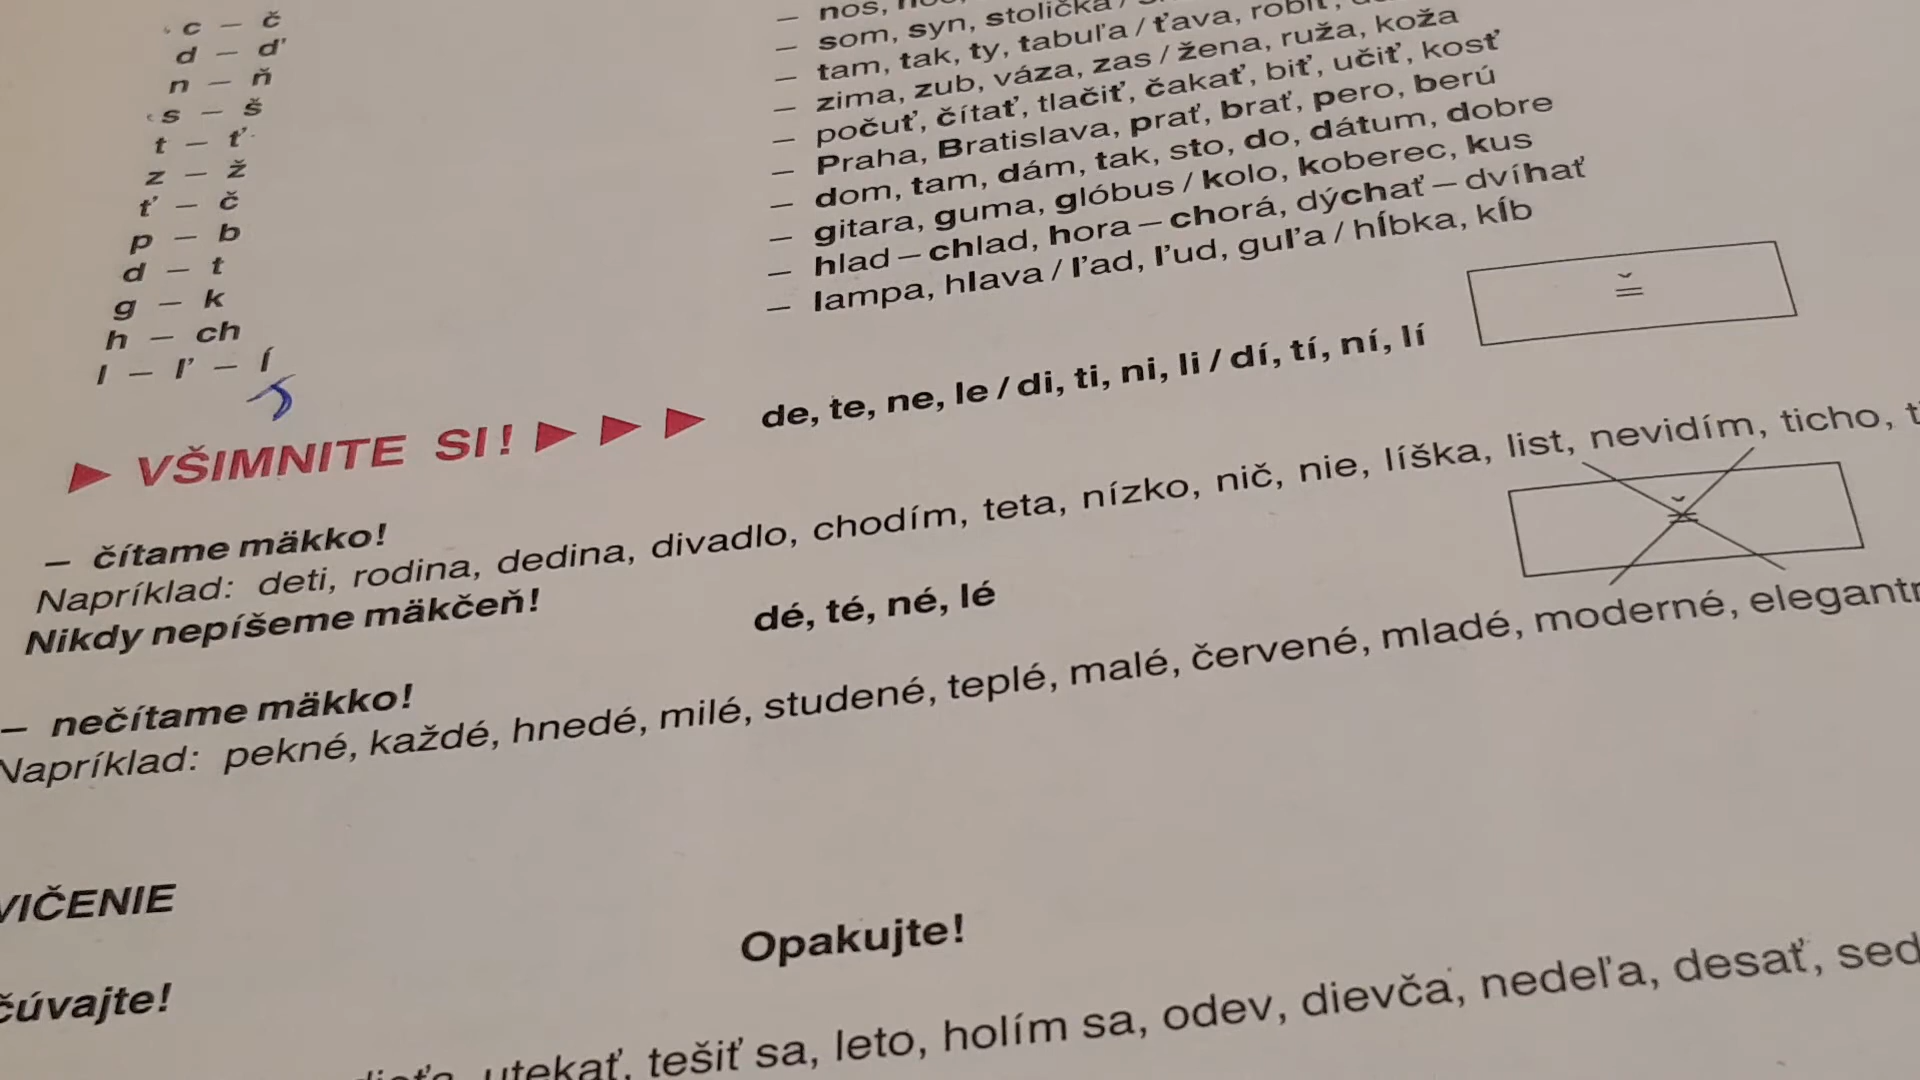 c – č
d – ď
n – ň
s – š
t – ť
z – ž
ť – č
p – b
d – t
g – k
h – ch
l – ľ – ĺ
– nos,
– som, syn, stolička /
– tam, tak, ty, tabuľa / ťava, robiť,
– zima, zub, váza, zas / žena, ruža, koža
– počuť, čítať, tlačiť, čakať, biť, učiť, kosť
– Praha, Bratislava, prať, brať, pero, berú
– dom, tam, dám, tak, sto, do, dátum, dobre
– gitara, guma, glóbus / kolo, koberec, kus
– hlad – chlad, hora – chorá, dýchať – dvíhať
– lampa, hlava / ľad, ľud, guľa / hĺbka, kĺb
VŠIMNITE SI!
de, te, ne, le / di, ti, ni, li / dí, tí, ní, lí
– čítame mäkko!
Napríklad: deti, rodina, dedina, divadlo, chodím, teta, nízko, nič, nie, líška, list, nevidím, ticho,
Nikdy nepíšeme mäkčeň!
dé, té, né, lé
– nečítame mäkko!
Napríklad: pekné, každé, hnedé, milé, studené, teplé, malé, červené, mladé, moderné,
VIČENIE
Opakujte!
čúvajte!
utekať, tešiť sa, leto, holím sa, odev, dievča, nedeľa, desať,